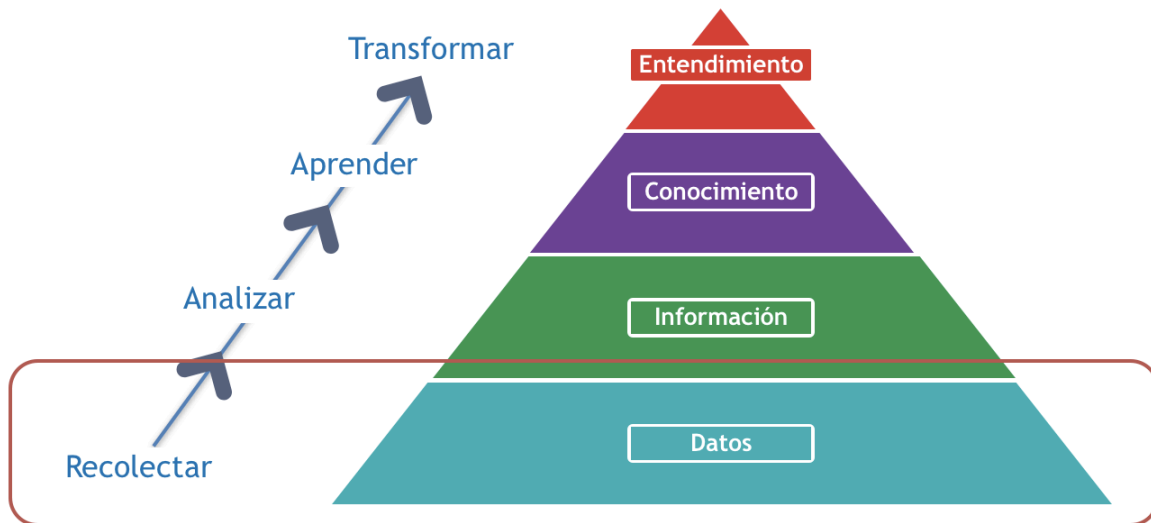 Transformar
Aprender
Analizar
Recolectar
Entendimiento
Conocimiento
Información
Datos